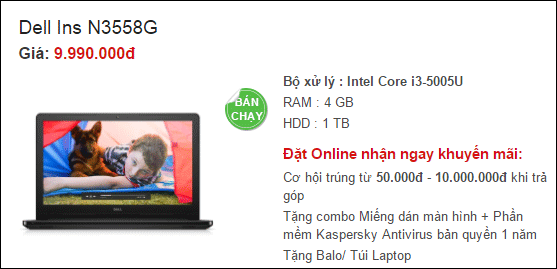 Dell Ins N3558G
Giá: 9.990.000đ
BÁN
CHẠY
Bộ xử lý : Intel Core i3-5005U
RAM : 4 GB
HDD : 1 TB
Đặt Online nhận ngay khuyến mãi:
Cơ hội trúng từ 50.000đ - 10.000.000đ khi trả
góp
Tặng combo Miếng dán màn hình + Phần
mềm Kaspersky Antivirus bản quyền 1 năm
Tặng Balo/ Túi Laptop
DELL